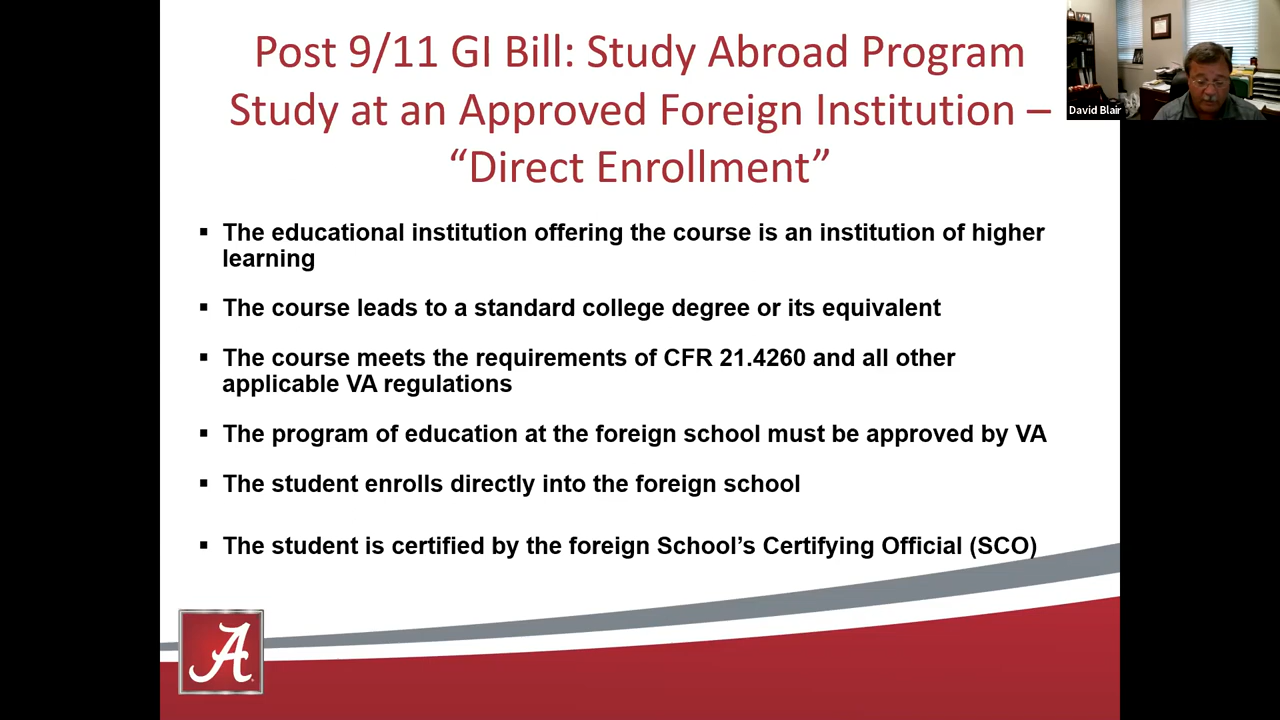 Post 9/11 GI Bill: Study Abroad Program
Study at an Approved Foreign Institution –
“Direct Enrollment”
David Blair
▪ The educational institution offering the course is an institution of higher
learning
▪ The course leads to a standard college degree or its equivalent
▪ The course meets the requirements of CFR 21.4260 and all other
applicable VA regulations
▪ The program of education at the foreign school must be approved by VA
▪ The student enrolls directly into the foreign school
▪ The student is certified by the foreign School’s Certifying Official (SCO)
A